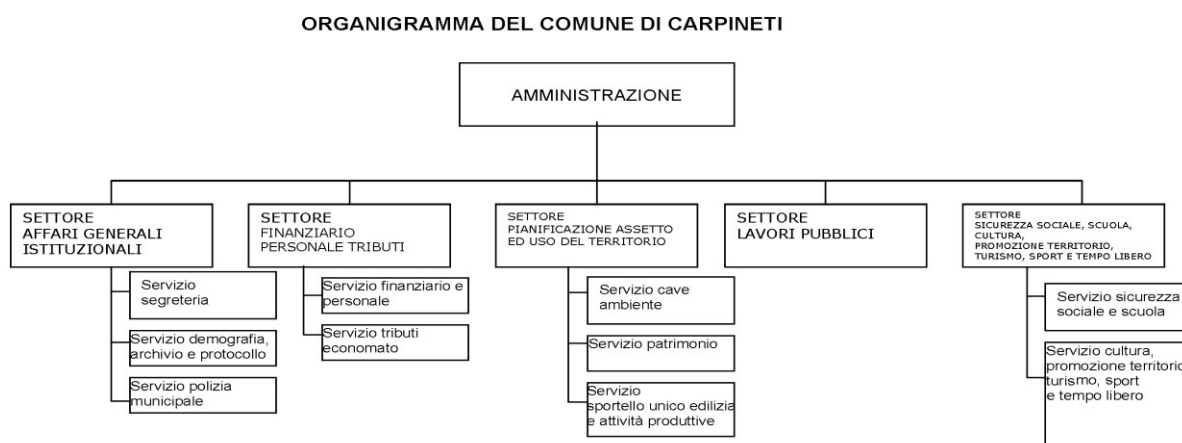 ORGANIGRAMMA DEL COMUNE DI CARPINETI
AMMINISTRAZIONE
SETTORE
AFFARI GENERALI
ISTITUZIONALI
Servizio
segreteria
Servizio demografia,
archivio e protocollo
Servizio polizia
municipale
SETTORE
FINANZIARIO
PERSONALE TRIBUTI
Servizio finanziario e
personale
Servizio tributi
economato
SETTORE
PIANIFICAZIONE ASSETTO
ED USO DEL TERRITORIO
Servizio cave
ambiente
Servizio patrimonio
Servizio
sportello unico edilizia
e attività produttive
SETTORE
LAVORI PUBBLICI
SETTORE
SICUREZZA SOCIALE, SCUOLA,
CULTURA,
PROMOZIONE TERRITORIO,
TURISMO, SPORT E TEMPO LIBERO
Servizio sicurezza
sociale e scuola
Servizio cultura,
promozione territorio
turismo, sport
e tempo libero